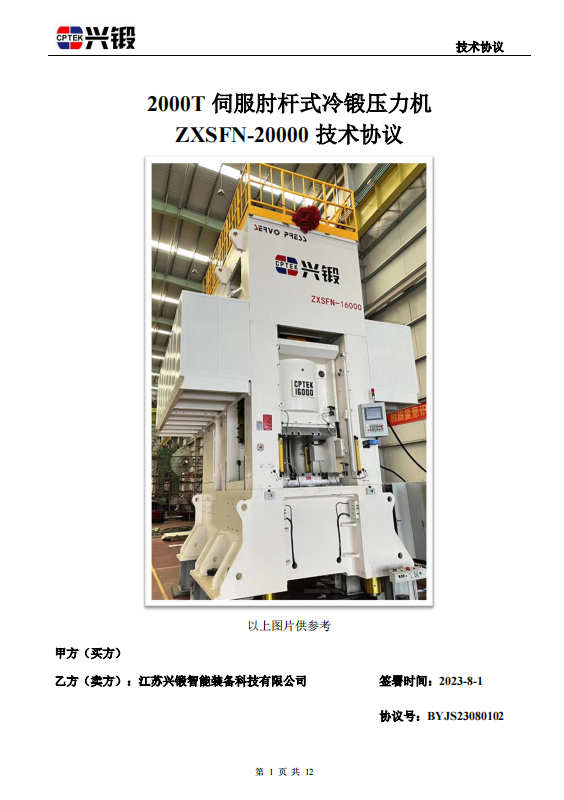 CPTEK 兴锻
技术协议
2000T 伺服肘杆式冷锻压力机
ZXSFN-20000 技术协议
SERVO PRESS
CPTEK 兴锻
ZXSFN-16000
CPTEK
16000
以上图片供参考
甲方（买方）
乙方（卖方）：江苏兴锻智能装备科技有限公司
签署时间：2023-8-1
协议号：BYJS23080102
第 1 页 共 12